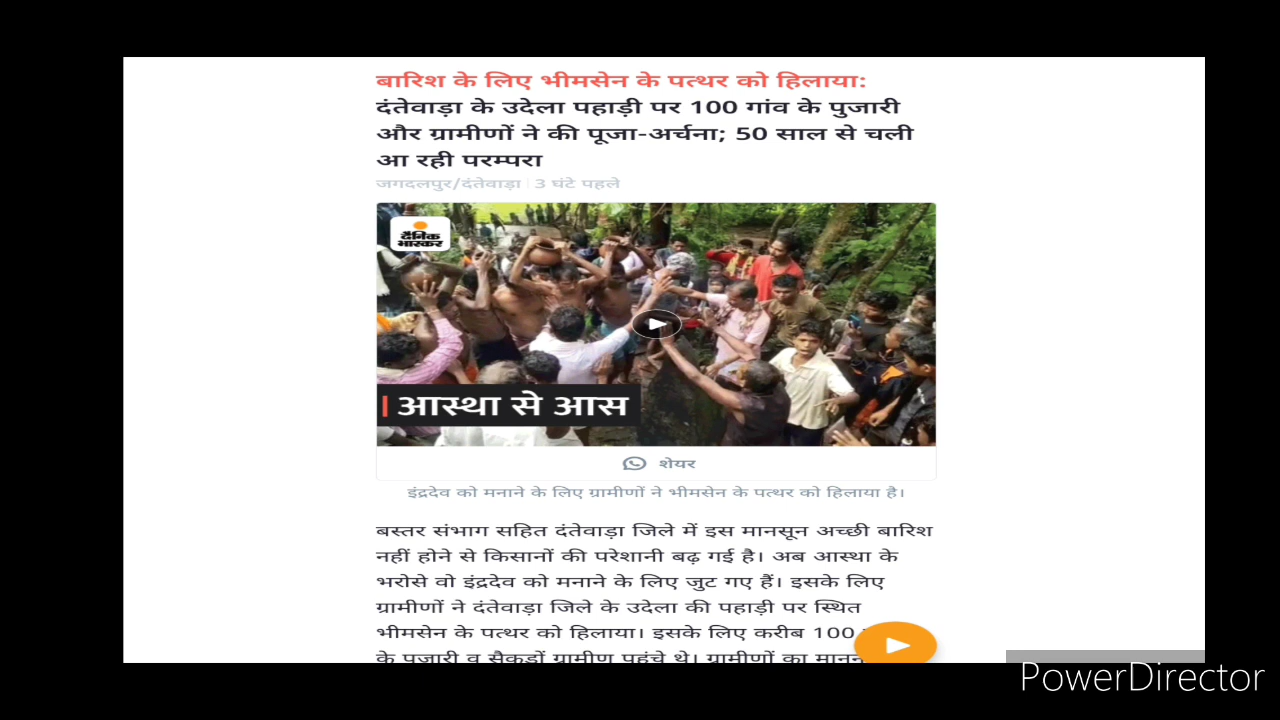 बारिश के लिए भीमसेन के पत्थर को हिलाया:
दंतेवाड़ा के उदेला पहाड़ी पर 100 गांव के पुजारी
और ग्रामीणों ने की पूजा-अर्चना; 50 साल से चली
आ रही परम्परा
जगदलपुर/दंतेवाड़ा | 3 घंटे पहले
दैनिक
भास्कर
आस्था से आस
शेयर
इंद्रदेव को मनाने के लिए ग्रामीणों ने भीमसेन के पत्थर को हिलाया है।
बस्तर संभाग सहित दंतेवाड़ा जिले में इस मानसून अच्छी बारिश
नहीं होने से किसानों की परेशानी बढ़ गई है। अब आस्था के
भरोसे वो इंद्रदेव को मनाने के लिए जुट गए हैं। इसके लिए
ग्रामीणों ने दंतेवाड़ा जिले के उदेला की पहाड़ी पर स्थित
भीमसेन के पत्थर को हिलाया। इसके लिए करीब 100
के पुजारी व सैकड़ों ग्रामीण पहुंचे थे। ग्रामीणों का
PowerDirector